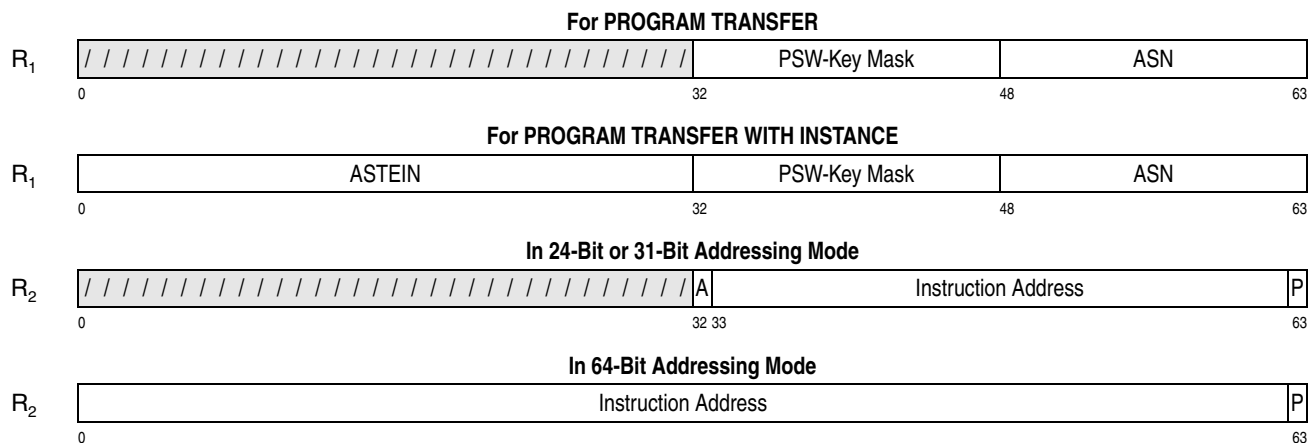 For PROGRAM TRANSFER
R1 / / / / / / / / / / / / / / / / / / / / / / / / / / / / / / / / PSW-Key Mask ASN
0 32 48 63
For PROGRAM TRANSFER WITH INSTANCE
R1 ASTEIN PSW-Key Mask ASN
0 32 48 63
In 24-Bit or 31-Bit Addressing Mode
R2 / / / / / / / / / / / / / / / / / / / / / / / / / / / / / / / / A Instruction Address P
0 32 33 63
In 64-Bit Addressing Mode
R2 Instruction Address P
0 63